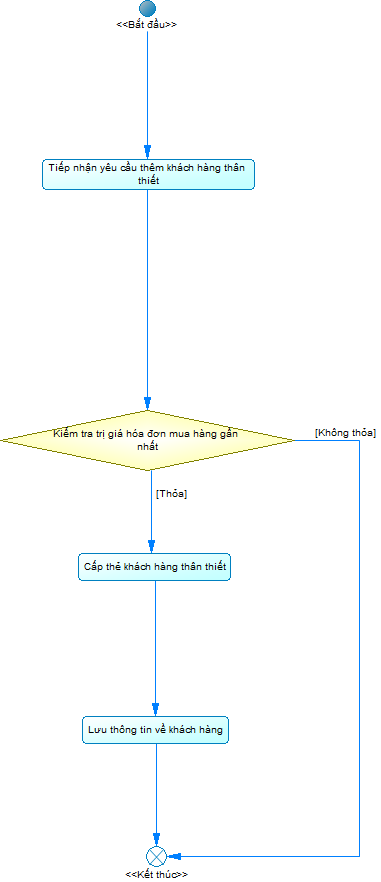 <<Bắt đầu>>
Tiếp nhận yêu cầu thêm khách hàng thân
thiết
Kiểm tra trị giá hóa đơn mua hàng gần
nhất
[Không thỏa]
[Thỏa]
Cấp thẻ khách hàng thân thiết
Lưu thông tin về khách hàng
<<Kết thúc>>